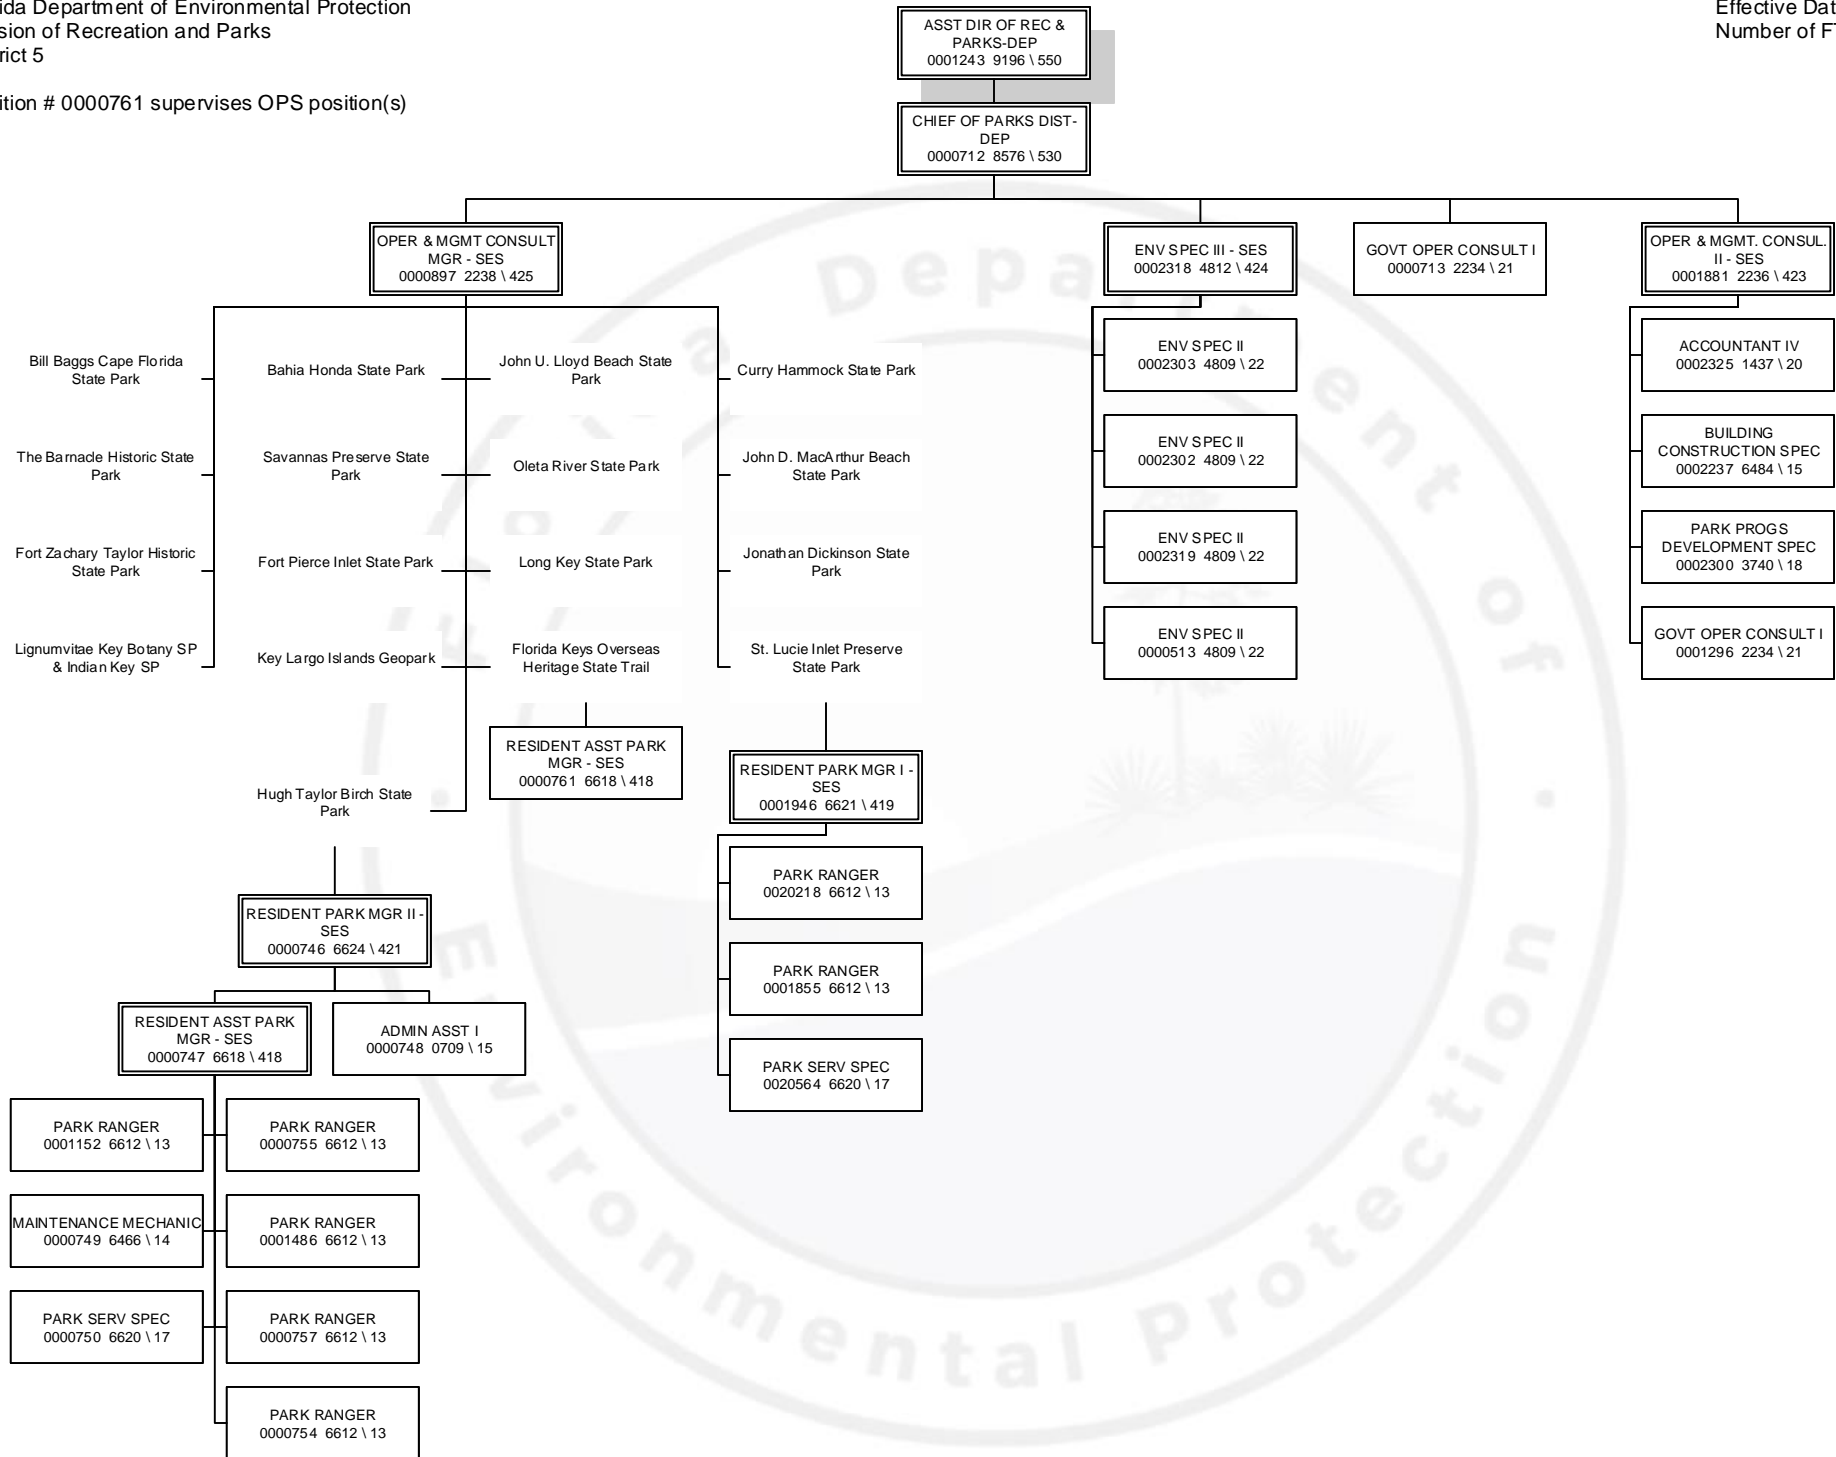 ida Department of Environmental Protection
sion of Recreation and Parks
rict 5
ition # 0000761 supervises OPS position(s)
Effective Dat
Number of FT
ASST DIR OF REC &
PARKS-DEP
0001243 9196 \ 550
CHIEF OF PARKS DIST-
DEP
0000712 8576 \ 530
OPER & MGMT CONSULT
MGR - SES
0000897 2238 \ 425
ENV SPEC III - SES
0002318 4812 \ 424
GOVT OPER CONSULT I
0000713 2234 \ 21
OPER & MGMT. CONSUL.
II - SES
0001881 2236 \ 423
Bill Baggs Cape Florida
State Park
Bahia Honda State Park
John U. Lloyd Beach State
Park
Curry Hammock State Park
ENV SPEC II
0002303 4809 \ 22
ACCOUNTANT IV
0002325 1437 \ 20
The Barnacle Historic State
Park
Savannas Preserve State
Park
Oleta River State Park
John D. MacArthur Beach
State Park
ENV SPEC II
0002302 4809 \ 22
BUILDING
CONSTRUCTION SPEC
0002237 6484 \ 15
Fort Zachary Taylor Historic
State Park
Fort Pierce Inlet State Park
Long Key State Park
Jonathan Dickinson State
Park
ENV SPEC II
0002319 4809 \ 22
PARK PROGS
DEVELOPMENT SPEC
0002300 3740 \ 18
Lignumvitae Key Botany SP
& Indian Key SP
Key Largo Islands Geopark
Florida Keys Overseas
Heritage State Trail
St. Lucie Inlet Preserve
State Park
ENV SPEC II
0000513 4809 \ 22
GOVT OPER CONSULT I
0001296 2234 \ 21
RESIDENT ASST PARK
MGR - SES
0000761 6618 \ 418
RESIDENT PARK MGR I -
SES
0001946 6621 \ 419
Hugh Taylor Birch State
Park
PARK RANGER
0020218 6612 \ 13
RESIDENT PARK MGR II -
SES
0000746 6624 \ 421
PARK RANGER
0001855 6612 \ 13
RESIDENT ASST PARK
MGR - SES
0000747 6618 \ 418
ADMIN ASST I
0000748 0709 \ 15
PARK SERV SPEC
0020564 6620 \ 17
PARK RANGER
0001152 6612 \ 13
PARK RANGER
0000755 6612 \ 13
MAINTENANCE MECHANIC
0000749 6466 \ 14
PARK RANGER
0001486 6612 \ 13
PARK SERV SPEC
0000750 6620 \ 17
PARK RANGER
0000757 6612 \ 13
PARK RANGER
0000754 6612 \ 13
Department of
Environmental Protection